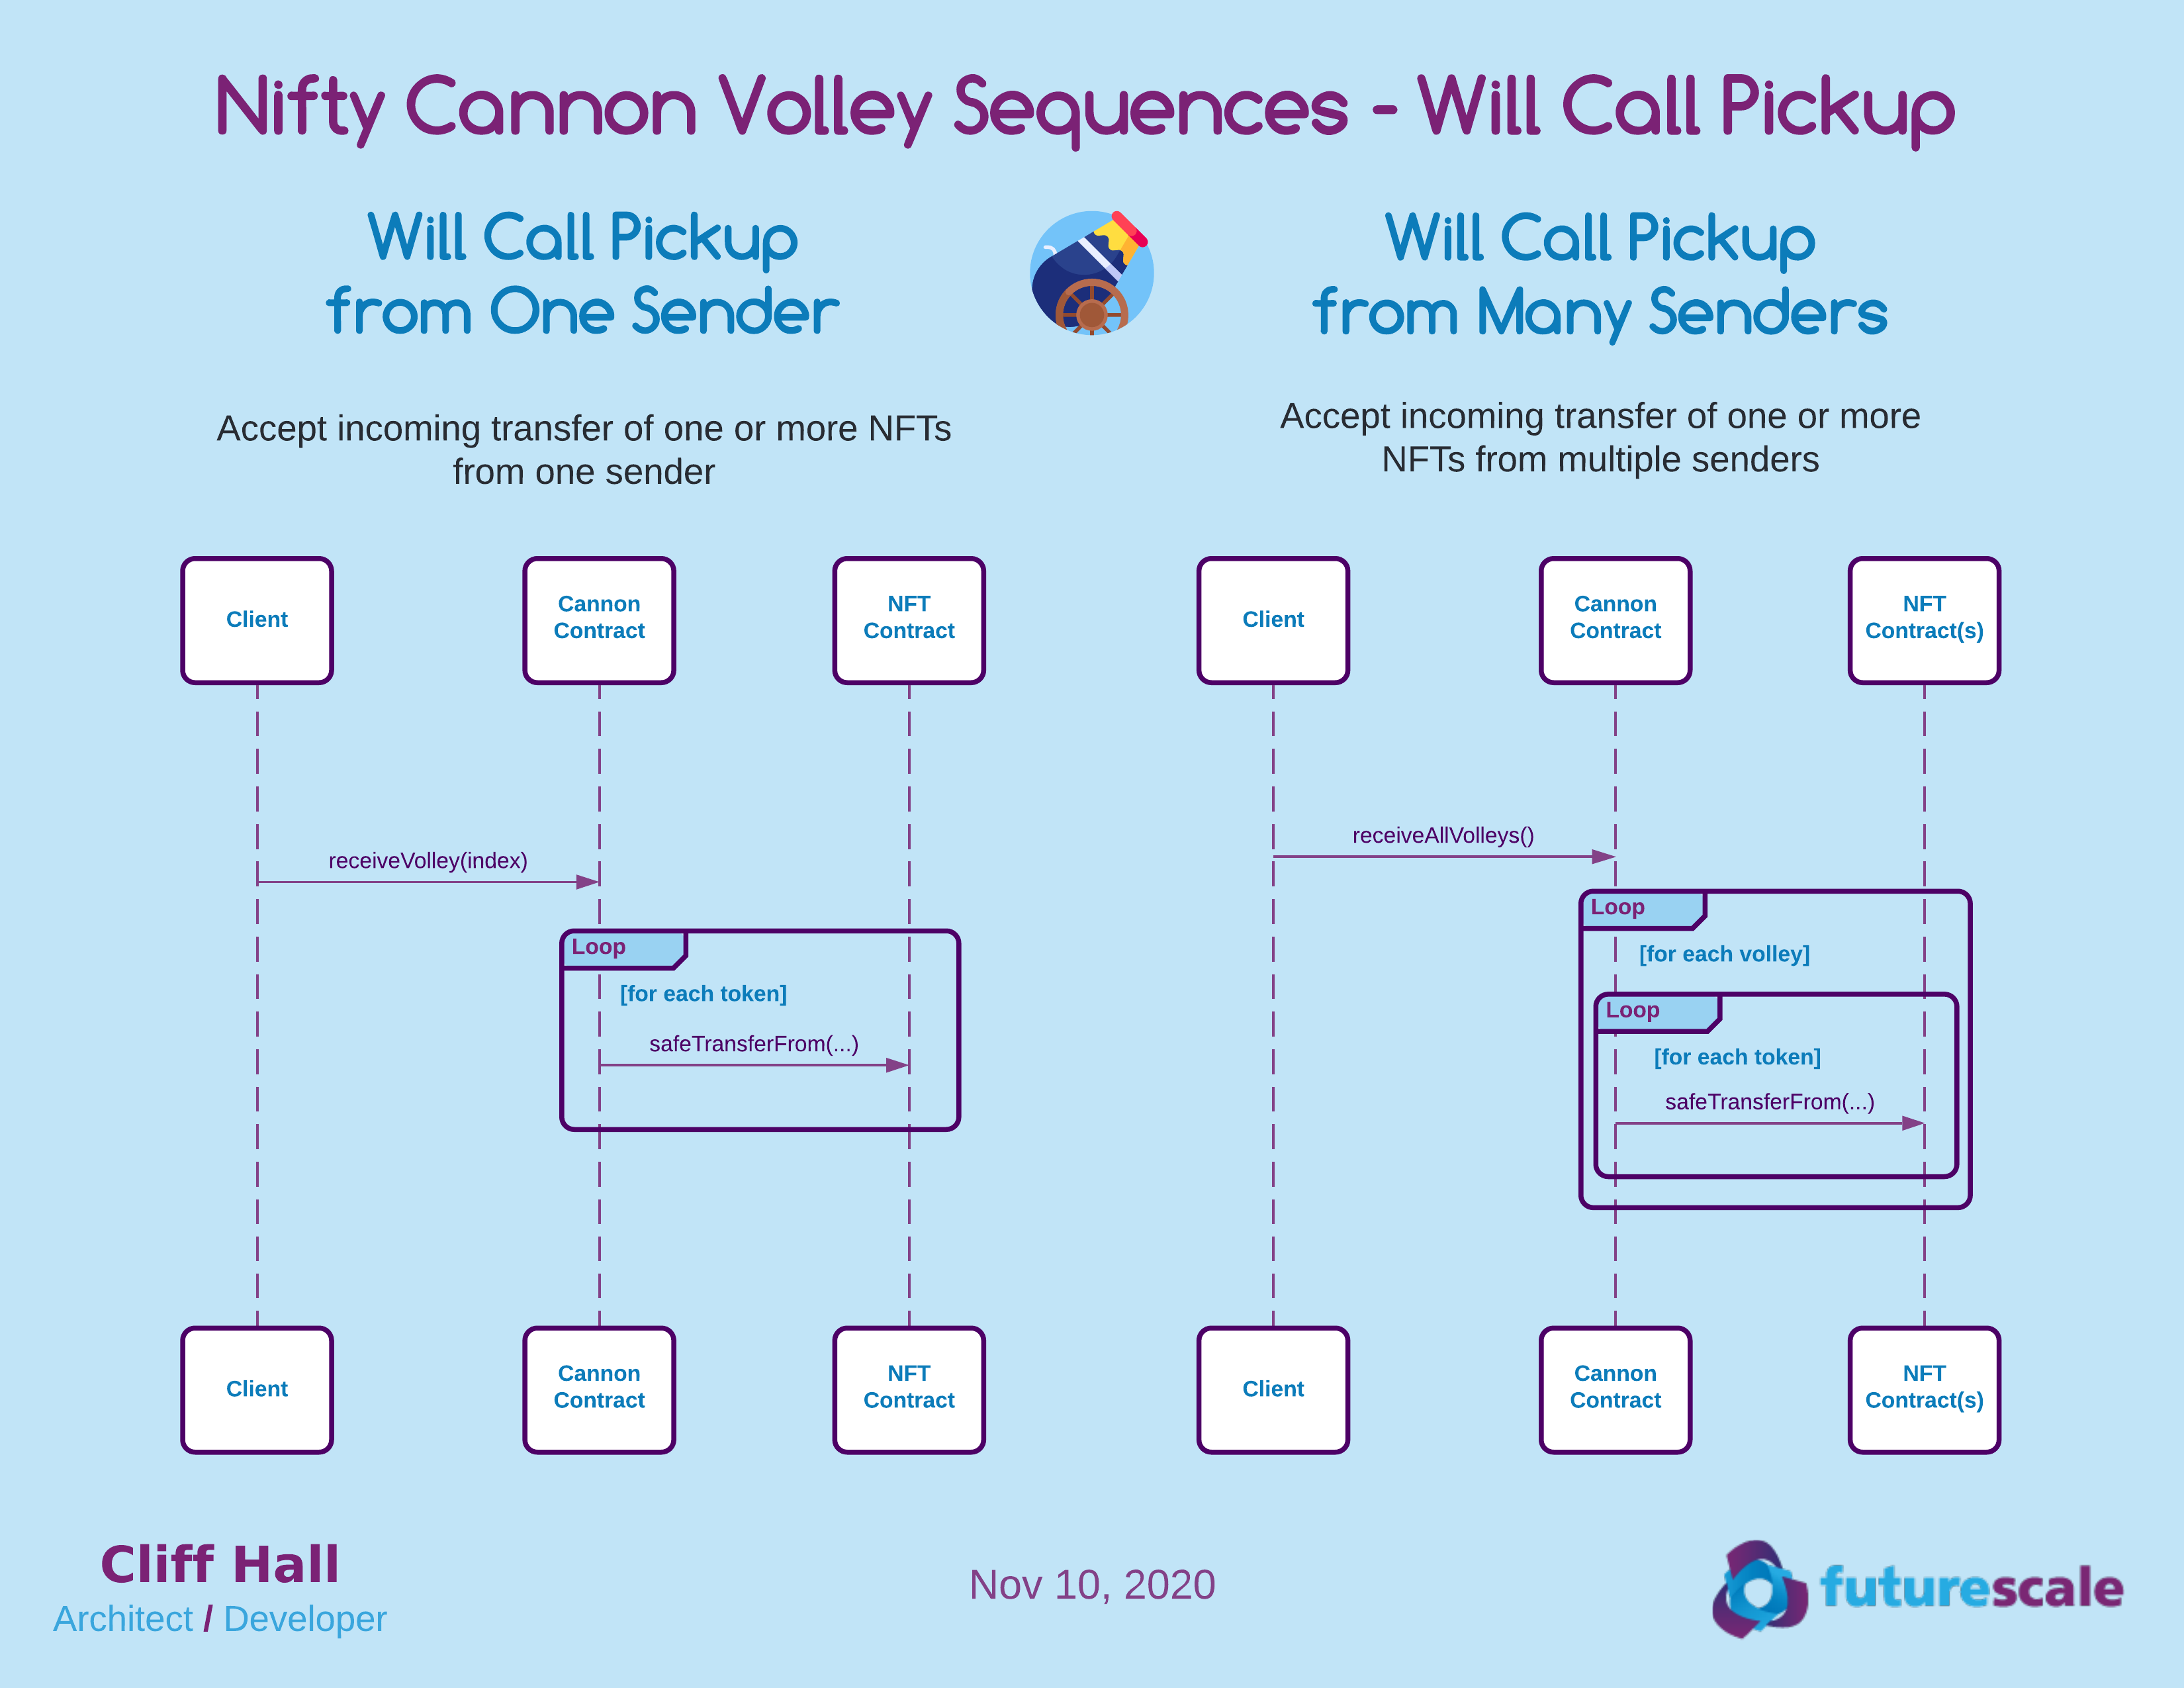 Nifty Cannon Volley Sequences - Will Call Pickup
Will Call Pickup
from One Sender
Accept incoming transfer of one or more NFTs
from one sender
Client
Cannon
Contract
NFT
Contract
receiveVolley(index)
Loop
[for each token]
safeTransferFrom(...)
Client
Cannon
Contract
NFT
Contract
Will Call Pickup
from Many Senders
Accept incoming transfer of one or more
NFTs from multiple senders
Client
Cannon
Contract
NFT
Contract(s)
receiveAllVolleys()
Loop
[for each volley]
Loop
[for each token]
safeTransferFrom(...)
Client
Cannon
Contract
NFT
Contract(s)
Cliff Hall
Architect / Developer
Nov 10, 2020
futurescale